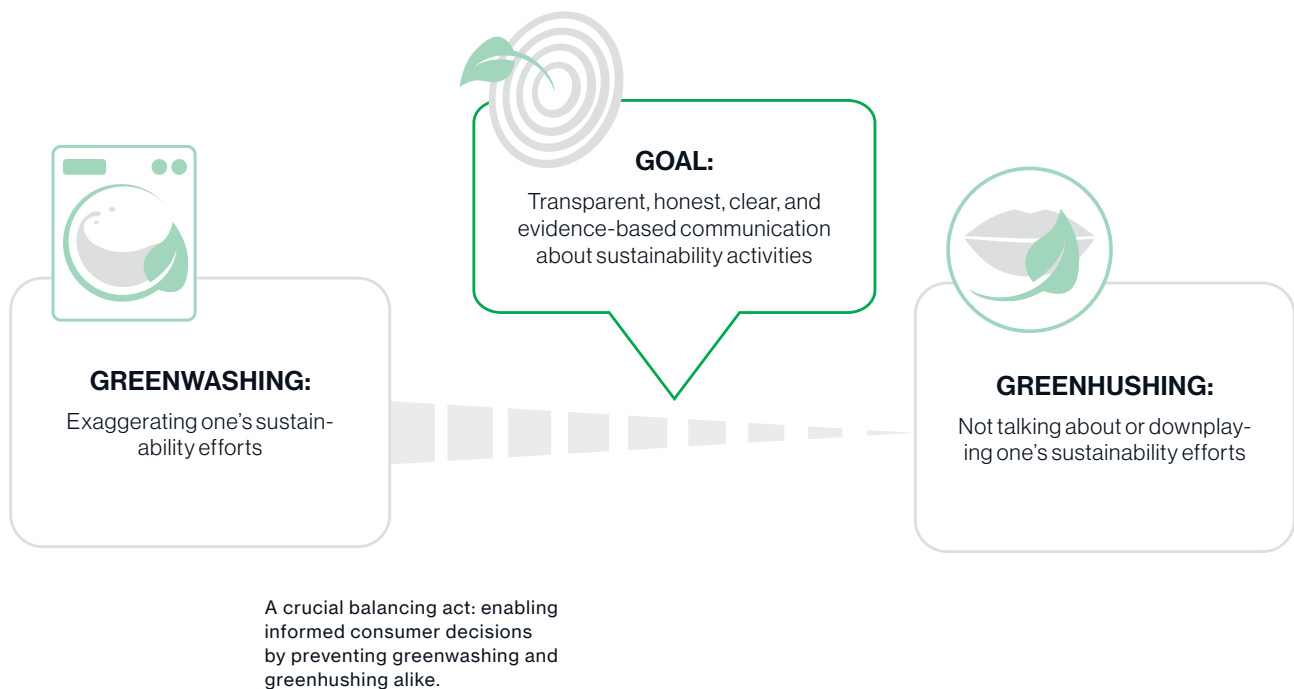 GOAL:
Transparent, honest, clear, and
evidence-based communication
about sustainability activities
GREENWASHING:
Exaggerating one’s sustain-
ability efforts
GREENHUSHING:
Not talking about or downplay-
ing one’s sustainability efforts
A crucial balancing act: enabling
informed consumer decisions
by preventing greenwashing and
greenhushing alike.